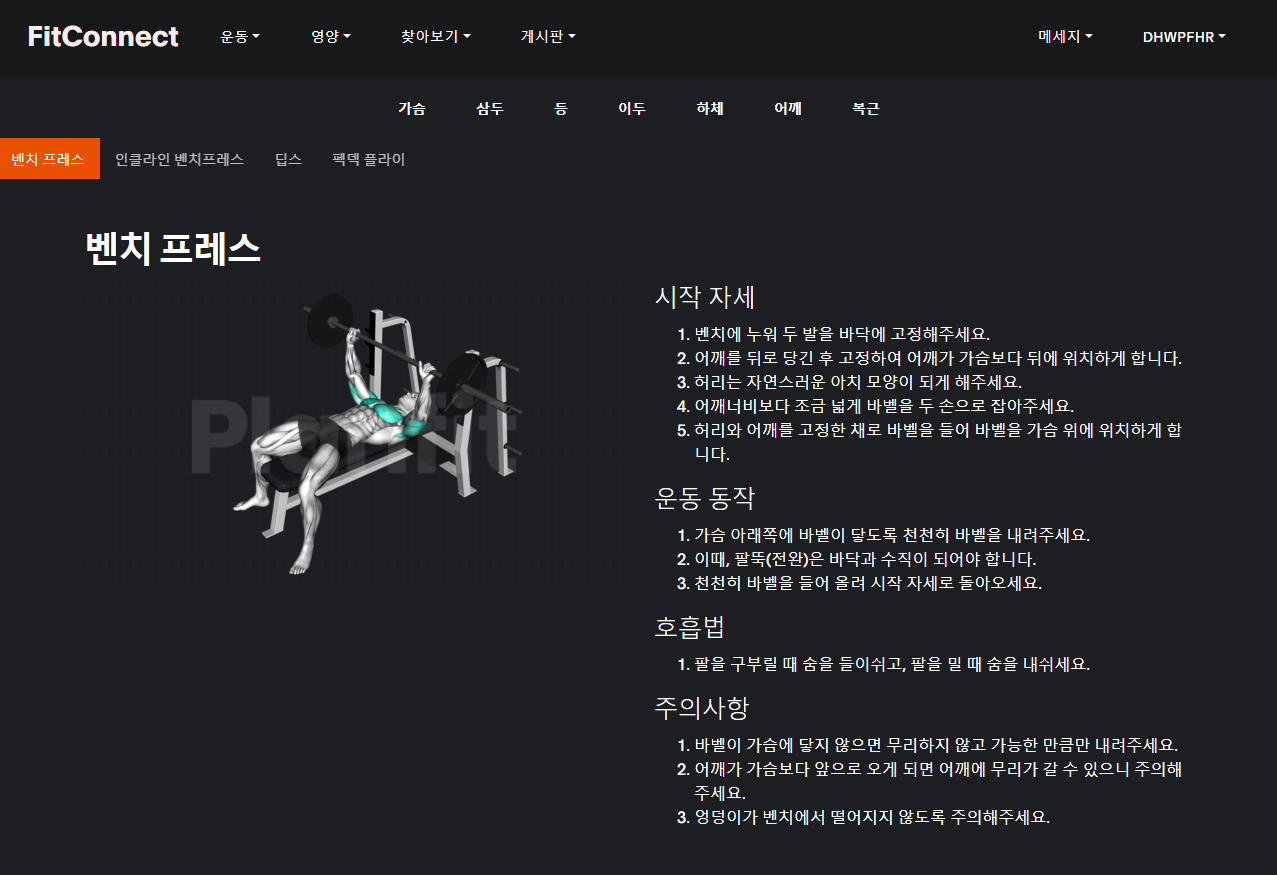 FitConnect 운동 영양 찾아보기 게시판 메세지 DHWPFHR
가슴 삼두 등 이두 하체 어깨 복근
벤치 프레스 인클라인 벤치프레스 딥스 펙덱 플라이
벤치 프레스
Planfit
시작 자세
1. 벤치에 누워 두 발을 바닥에 고정해주세요.
2. 어깨를 뒤로 당긴 후 고정하여 어깨가 가슴보다 뒤에 위치하게 합니다.
3. 허리는 자연스러운 아치 모양이 되게 해주세요.
4. 어깨너비보다 조금 넓게 바벨을 두 손으로 잡아주세요.
5. 허리와 어깨를 고정한 채로 바벨을 들어 바벨을 가슴 위에 위치하게 합
니다.
운동 동작
1. 가슴 아래쪽에 바벨이 닿도록 천천히 바벨을 내려주세요.
2. 이때, 팔뚝(전완)은 바닥과 수직이 되어야 합니다.
3. 천천히 바벨을 들어 올려 시작 자세로 돌아오세요.
호흡법
1. 팔을 구부릴 때 숨을 들이쉬고, 팔을 밀 때 숨을 내쉬세요.
주의사항
1. 바벨이 가슴에 닿지 않으면 무리하지 않고 가능한 만큼만 내려주세요.
2. 어깨가 가슴보다 앞으로 오게 되면 어깨에 무리가 갈 수 있으니 주의해
주세요.
3. 엉덩이가 벤치에서 떨어지지 않도록 주의해주세요.